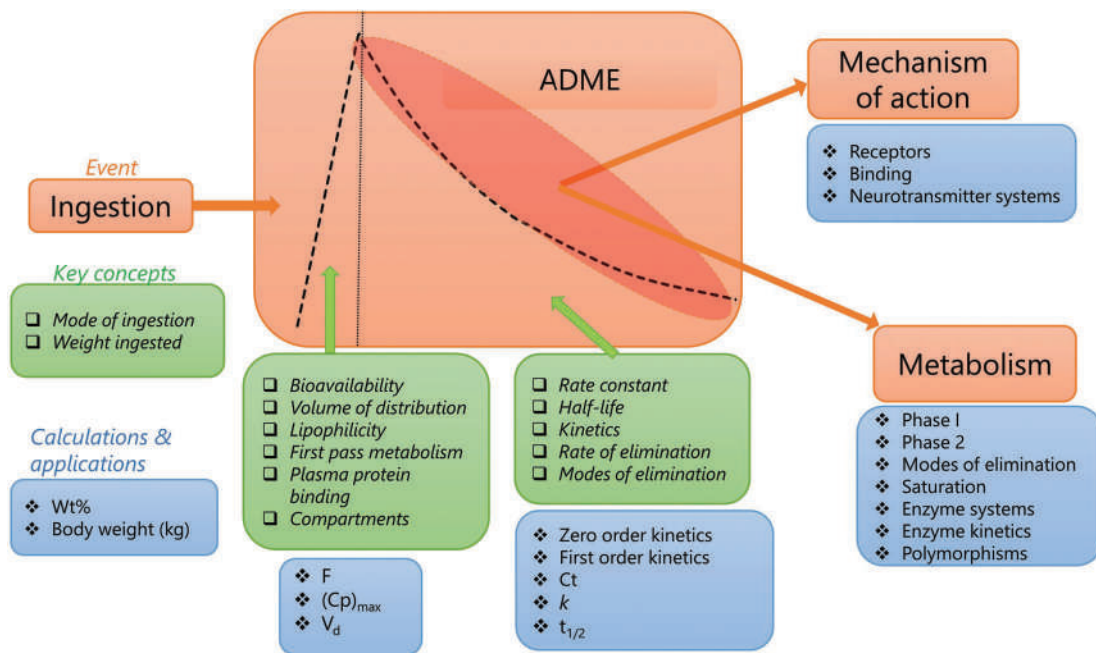 ADME
Mechanism
of action
❖ Receptors
❖ Binding
❖ Neurotransmitter systems
Event
Ingestion
Key concepts
❑ Mode of ingestion
❑ Weight ingested
Calculations &
applications
❖ Wt%
❖ Body weight (kg)
❑ Bioavailability
❑ Volume of distribution
❑ Lipophilicity
❑ First pass metabolism
❑ Plasma protein
binding
❑ Compartments
❖ F
❖ (Cp)max
❖ Vd
❑ Rate constant
❑ Half-life
❑ Kinetics
❑ Rate of elimination
❑ Modes of elimination
❖ Zero order kinetics
❖ First order kinetics
❖ Ct
❖ k
❖ t1/2
Metabolism
❖ Phase I
❖ Phase 2
❖ Modes of elimination
❖ Saturation
❖ Enzyme systems
❖ Enzyme kinetics
❖ Polymorphisms